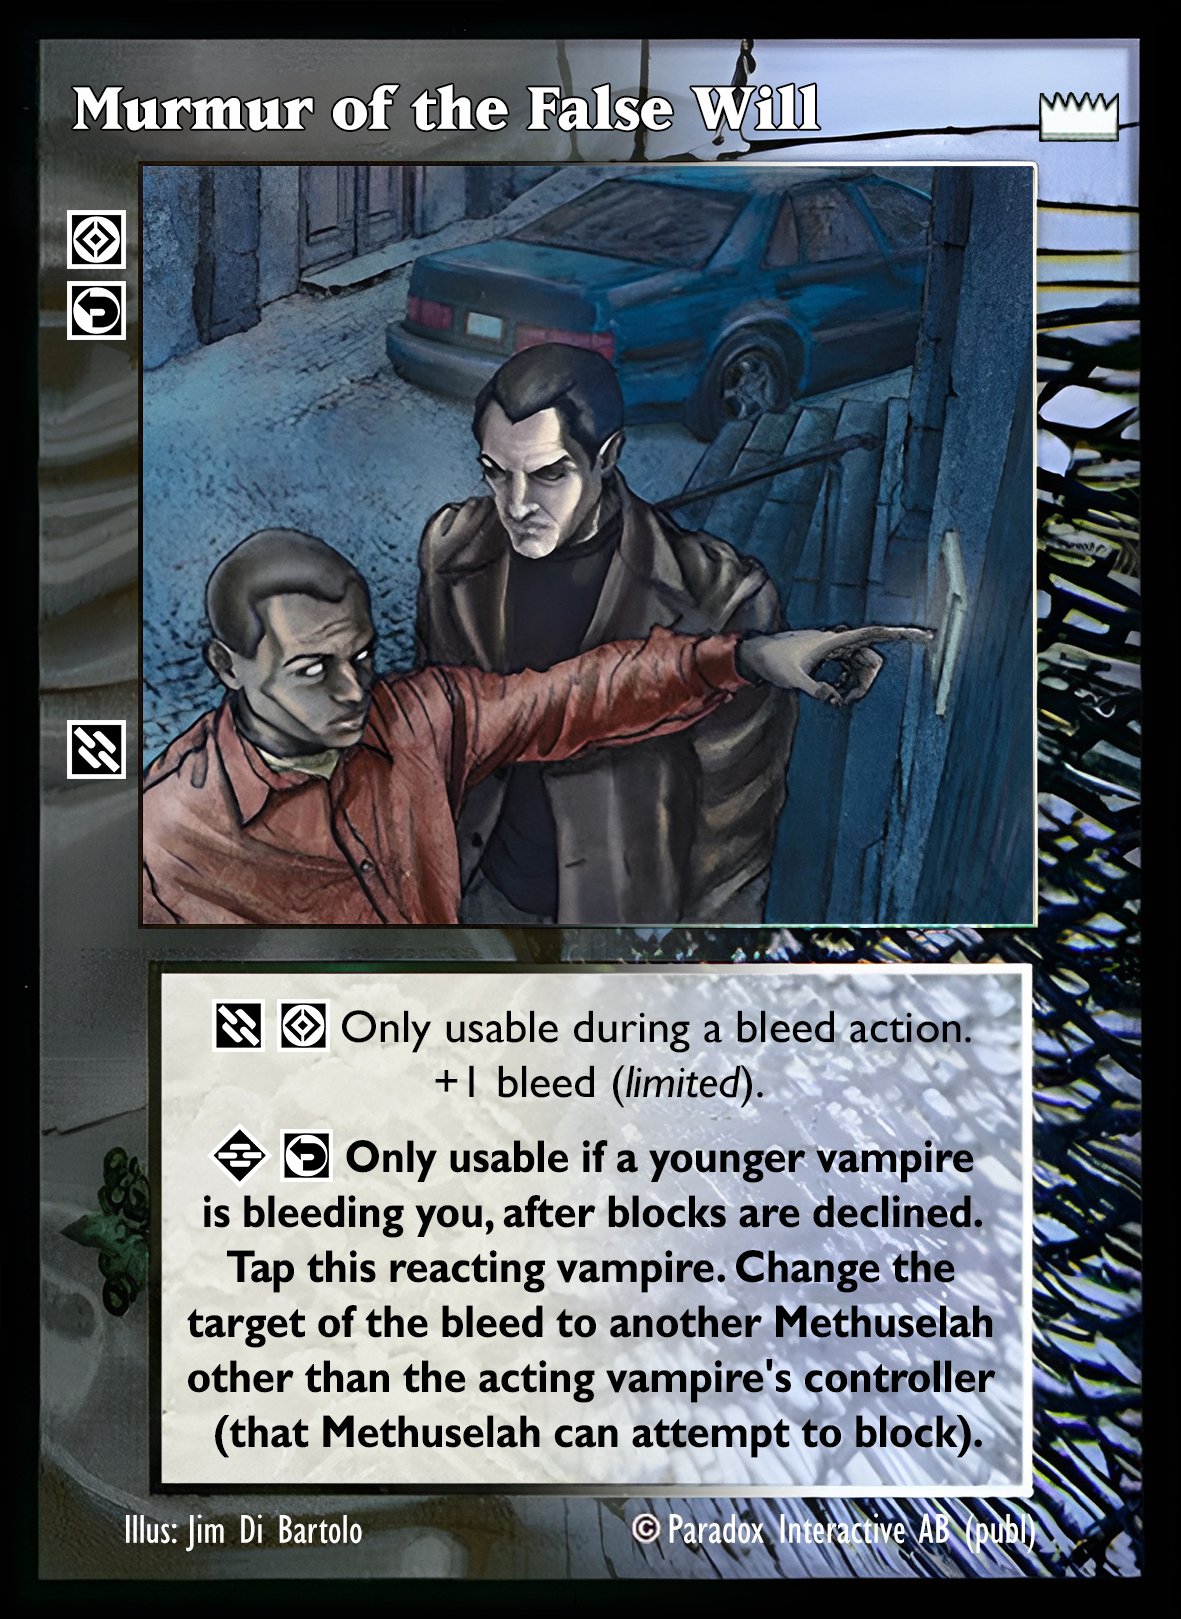 Murmur of the False Will
Only usable during a bleed action.
+1 bleed (limited).
Only usable if a younger vampire
is bleeding you, after blocks are declined.
Tap this reacting vampire. Change the
target of the bleed to another Methuselah
other than the acting vampire's controller
(that Methuselah can attempt to block).
Illus: Jim Di Bartolo
© Paradox Interactive AB (publ)